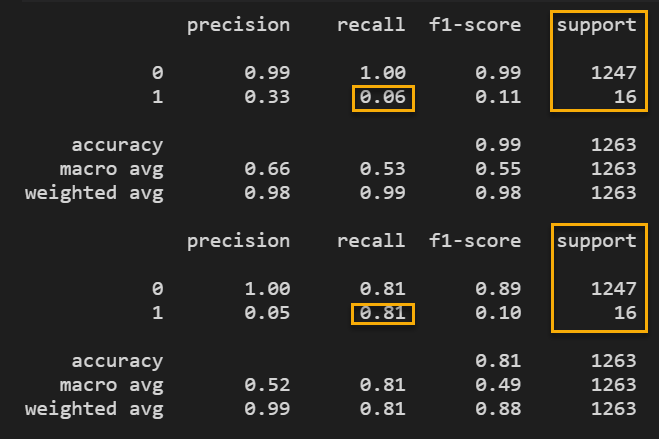 precision recall f1-score support
0 0.99 1.00 0.99 1247
1 0.33 0.06 0.11 16
accuracy 0.99 1263
macro avg 0.66 0.53 0.55 1263
weighted avg 0.98 0.99 0.98 1263
precision recall f1-score support
0 1.00 0.81 0.89 1247
1 0.05 0.81 0.10 16
accuracy 0.81 1263
macro avg 0.52 0.81 0.49 1263
weighted avg 0.99 0.81 0.88 1263